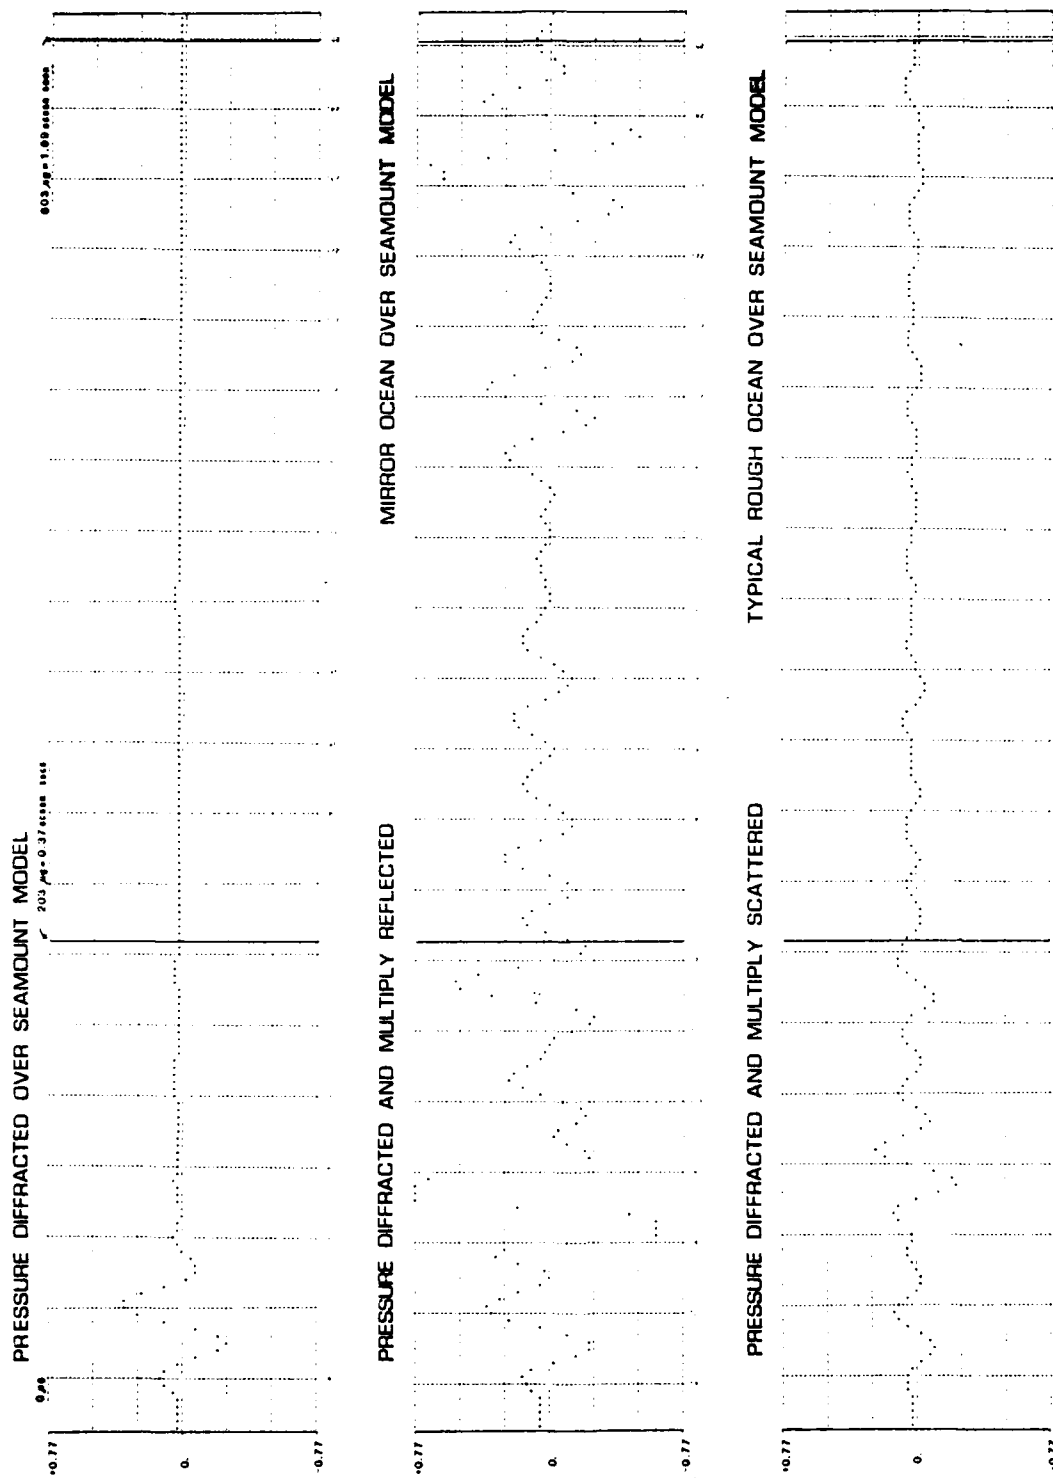 PRESSURE DIFFRACTED OVER SEAMOUNT MODEL
+0.77
0.
-0.77
PRESSURE DIFFRACTED AND MULTIPLY REFLECTED
MIRROR OCEAN OVER SEAMOUNT MODEL
+0.77
0.
-0.77
PRESSURE DIFFRACTED AND MULTIPLY SCATTERED
TYPICAL ROUGH OCEAN OVER SEAMOUNT MODEL
+0.77
0.
-0.77